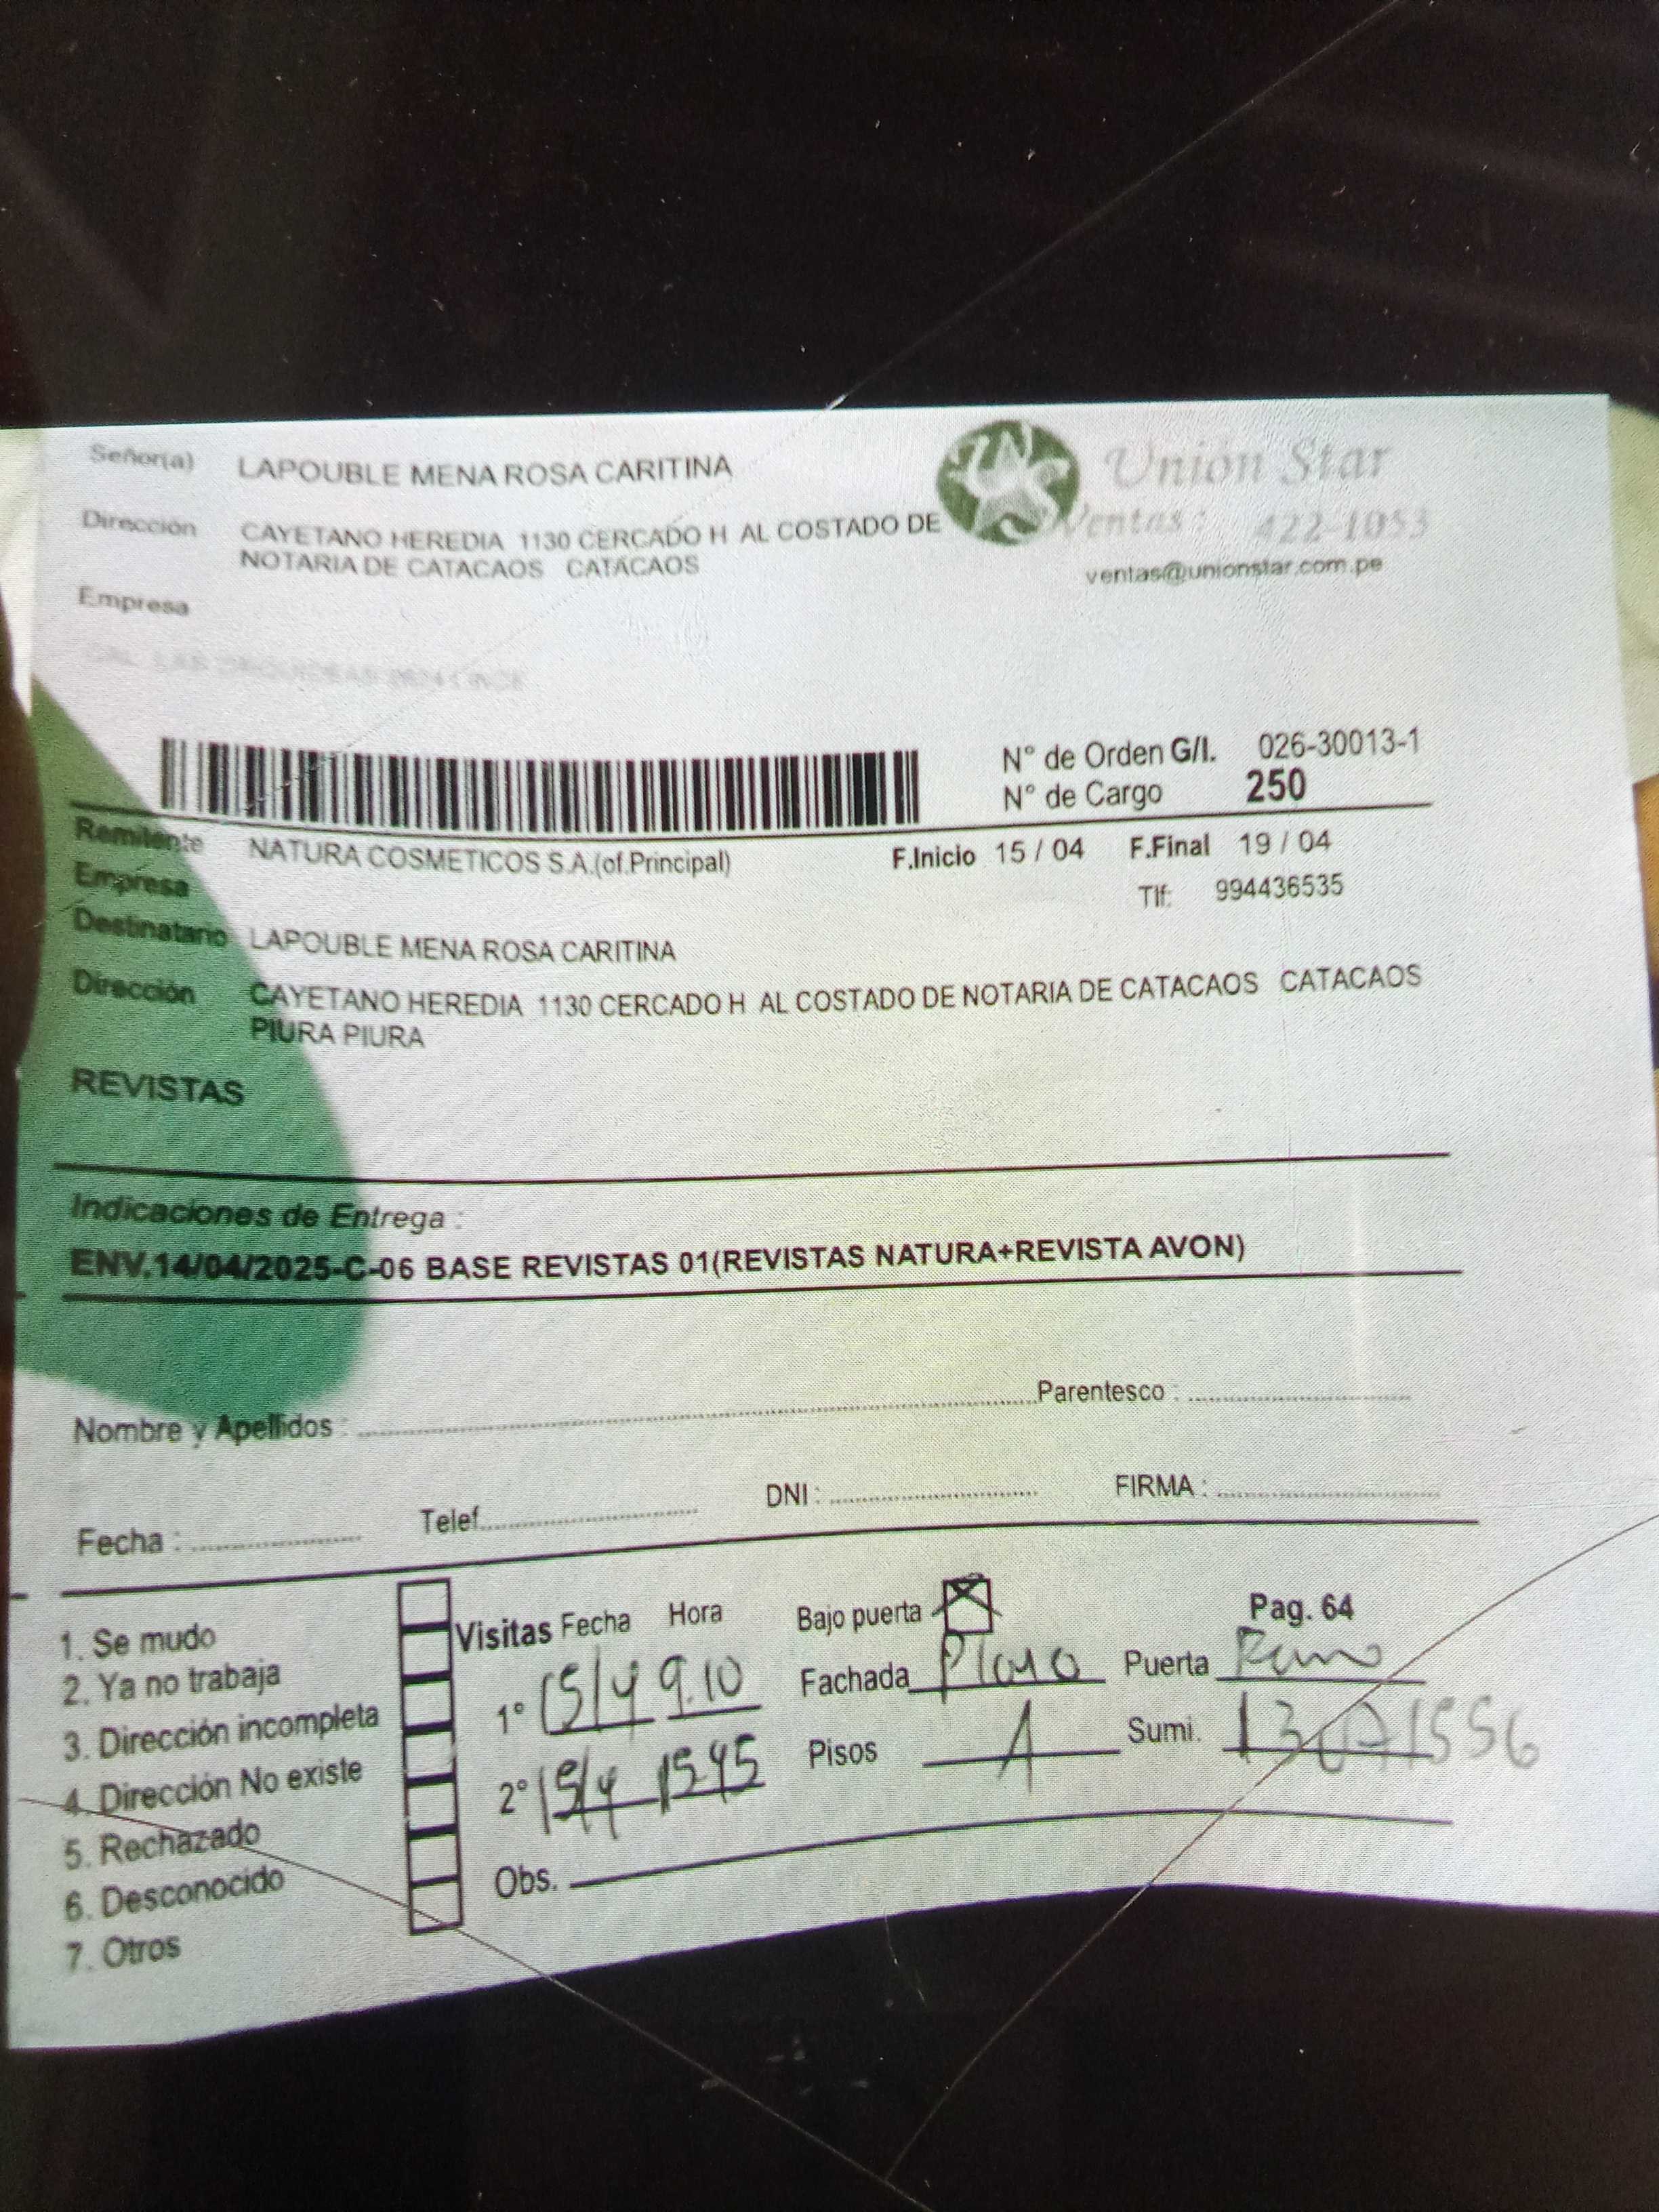 Señor(a) LAPOUBLE MENA ROSA CARITINA
Unión Star
Dirección CAYETANO HEREDIA 1130 CERCADO H AL COSTADO DE
NOTARIA DE CATACAOS CATACAOS
Ventas: 422-1053
ventas@unionstar.com.pe
Empresa
N° de Orden G/I. 026-30013-1
N° de Cargo 250
Remitente NATURA COSMETICOS S.A.(of.Principal) F.Inicio 15 / 04 F.Final 19 / 04
Empresa Tlf: 994436535
Destinatario LAPOUBLE MENA ROSA CARITINA
Dirección CAYETANO HEREDIA 1130 CERCADO H AL COSTADO DE NOTARIA DE CATACAOS CATACAOS
PIURA PIURA
REVISTAS
Indicaciones de Entrega :
ENV.14/04/2025-C-06 BASE REVISTAS 01(REVISTAS NATURA+REVISTA AVON)
Nombre y Apellidos : Parentesco :
Fecha : Telef. DNI : FIRMA :
1. Se mudo
2. Ya no trabaja
3. Dirección incompleta
4. Dirección No existe
5. Rechazado
6. Desconocido
7. Otros
Visitas Fecha Hora
1° 15/4 9.10
2° 15/4 15.45
Obs.
Bajo puerta X Pag. 64
Fachada Puerta
Pisos 1 Sumi.